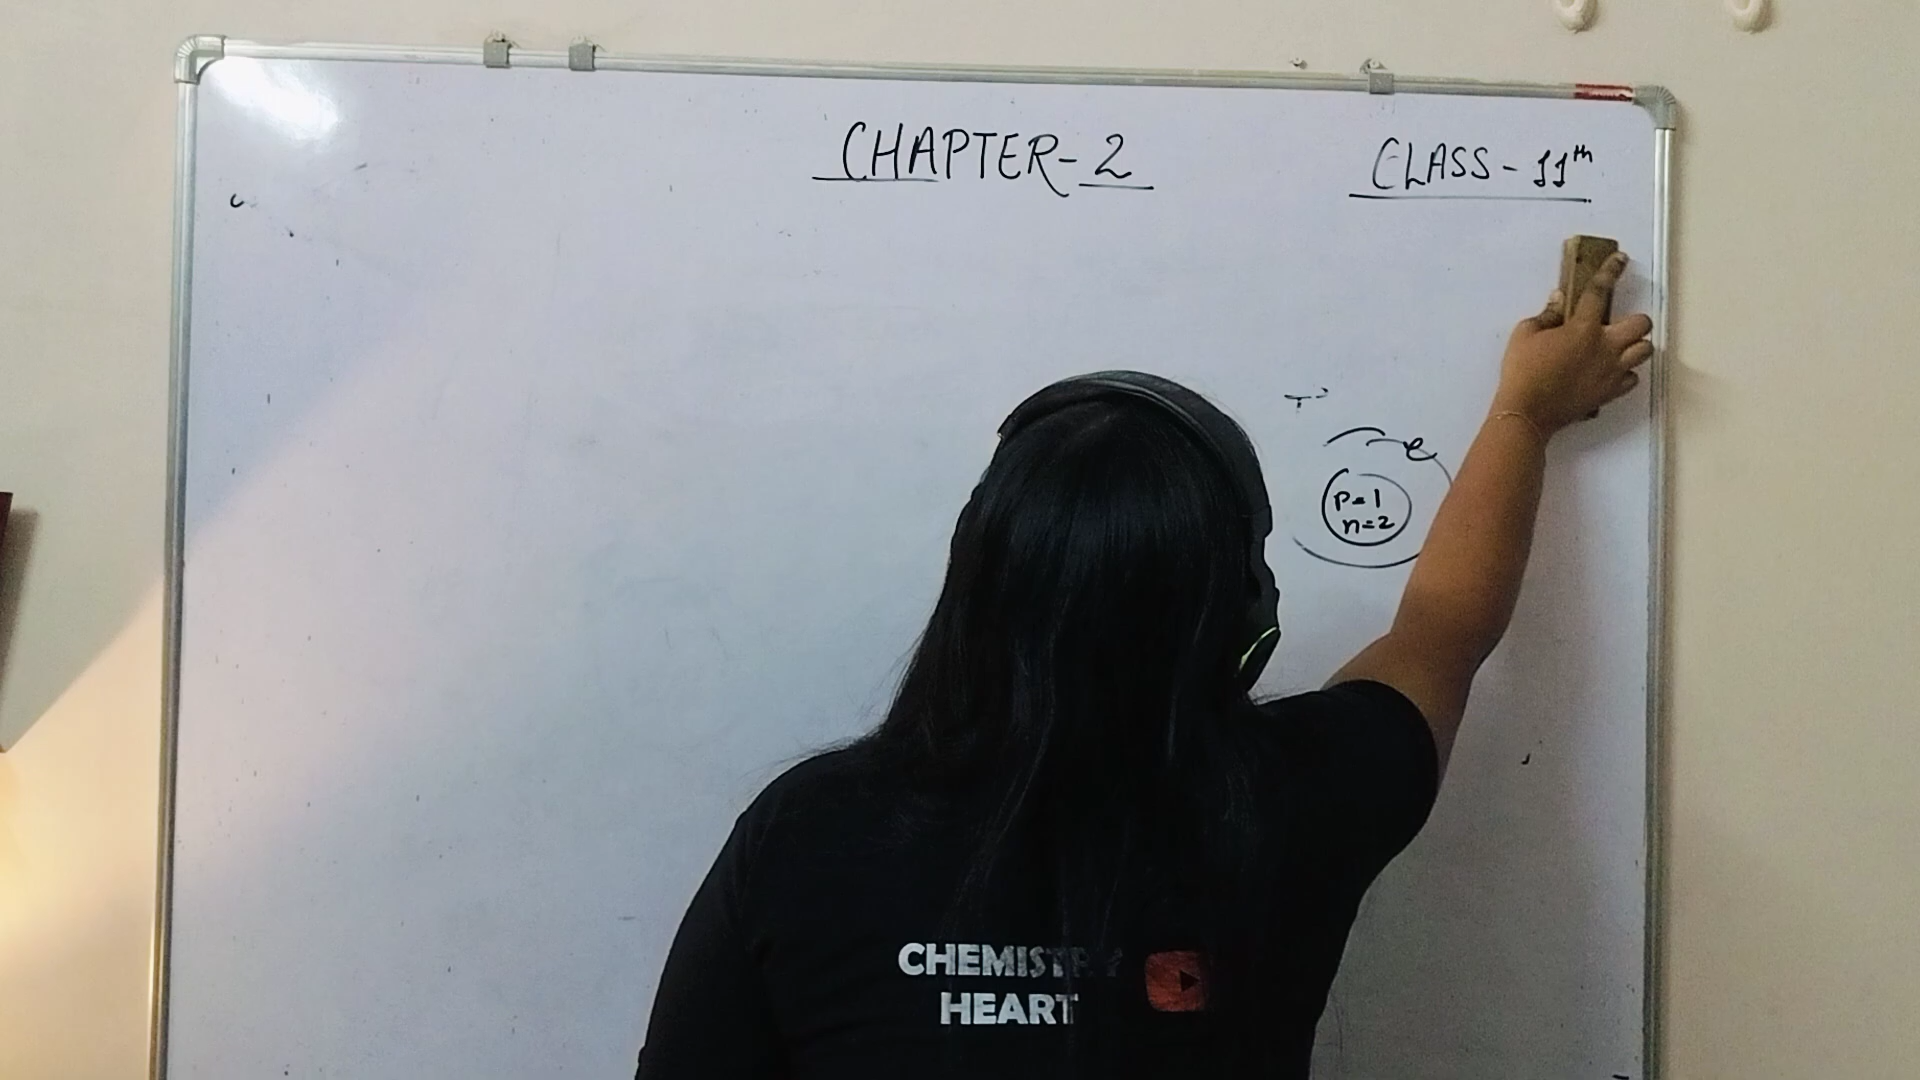 CHAPTER-2
CLASS - 11th
e
P=1
n=2
CHEMISTRY
HEART